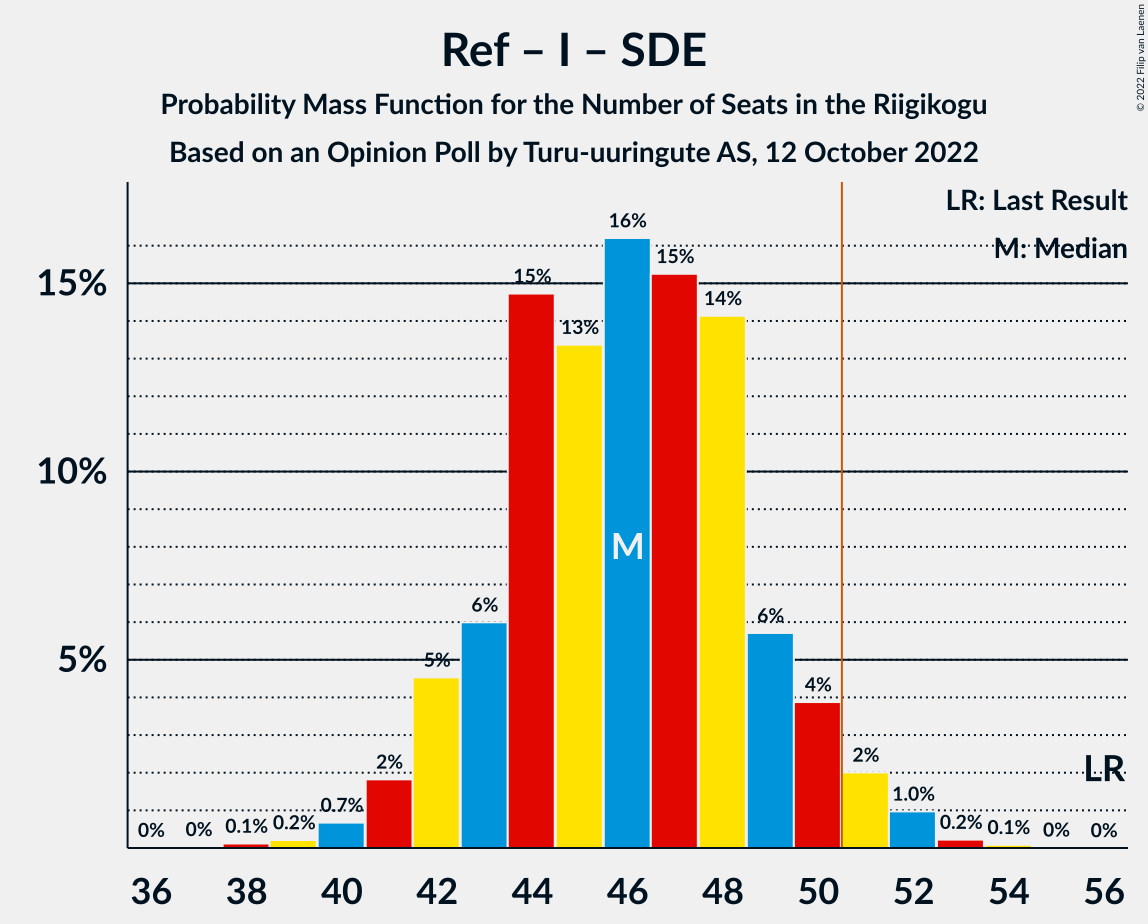 Ref – I – SDE
Probability Mass Function for the Number of Seats in the Riigikogu
Based on an Opinion Poll by Turu-uuringute AS, 12 October 2022
© 2022 Filip van Laenen
LR: Last Result
M: Median
15%
10%
5%
0% 0% 0.1% 0.2% 0.7% 2% 5% 6% 15% 13% 16% 15% 14% 6% 4% 2% 1.0% 0.2% 0.1% 0% 0%
M
LR
36 38 40 42 44 46 48 50 52 54 56